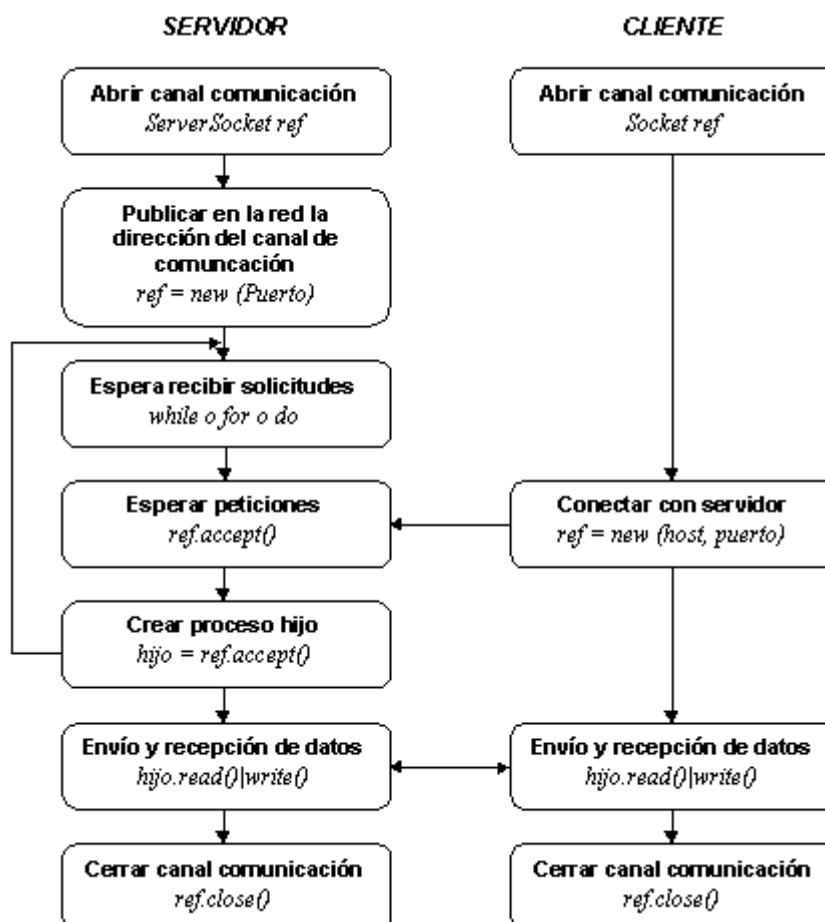 SERVIDOR
CLIENTE
Abrir canal comunicación
ServerSocket ref
Abrir canal comunicación
Socket ref
Publicar en la red la
dirección del canal de
comuncación
ref = new (Puerto)
Espera recibir solicitudes
while o for o do
Esperar peticiones
ref.accept()
Conectar con servidor
ref = new (host, puerto)
Crear proceso hijo
hijo = ref.accept()
Envío y recepción de datos
hijo.read()|write()
Envío y recepción de datos
hijo.read()|write()
Cerrar canal comunicación
ref.close()
Cerrar canal comunicación
ref.close()